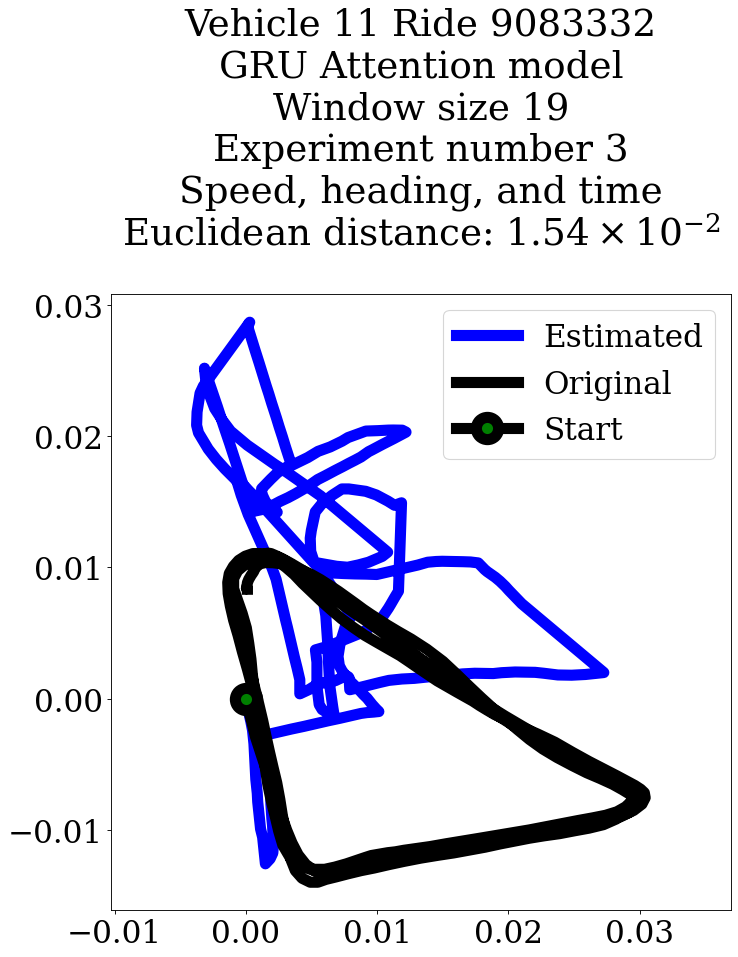 Vehicle 11 Ride 9083332
GRU Attention model
Window size 19
Experiment number 3
Speed, heading, and time
Euclidean distance: 1.54 × 10⁻²
0.03
0.02
0.01
0.00
−0.01
Estimated
Original
Start
−0.01 0.00 0.01 0.02 0.03